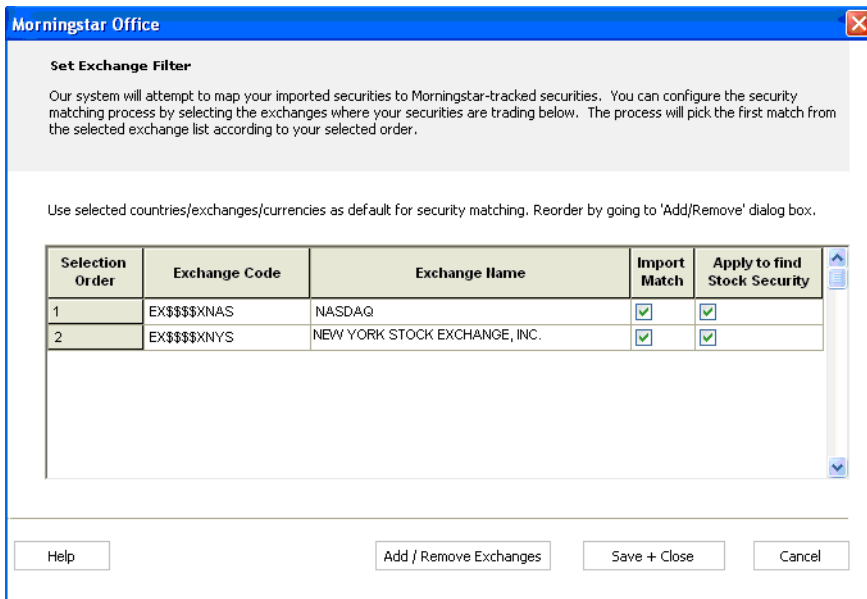 Morningstar Office
Set Exchange Filter
Our system will attempt to map your imported securities to Morningstar-tracked securities.  You can configure the security
matching process by selecting the exchanges where your securities are trading below.  The process will pick the first match from
the selected exchange list according to your selected order.
Use selected countries/exchanges/currencies as default for security matching. Reorder by going to 'Add/Remove' dialog box.
Selection Order Exchange Code Exchange Name Import Match Apply to find Stock Security
1 EX$$$$XNAS NASDAQ
2 EX$$$$XNYS NEW YORK STOCK EXCHANGE, INC.
Help Add / Remove Exchanges Save + Close Cancel